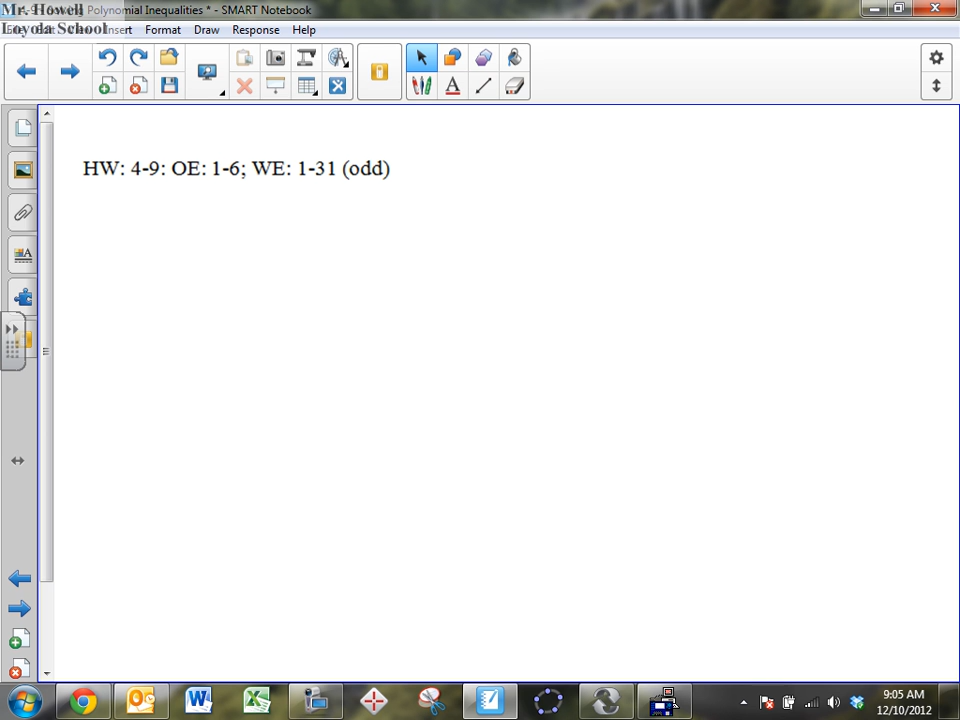 Mr. Howell
Loyola School
Polynomial Inequalities * - SMART Notebook
Insert Format Draw Response Help
HW: 4-9: OE: 1-6; WE: 1-31 (odd)
9:05 AM
12/10/2012